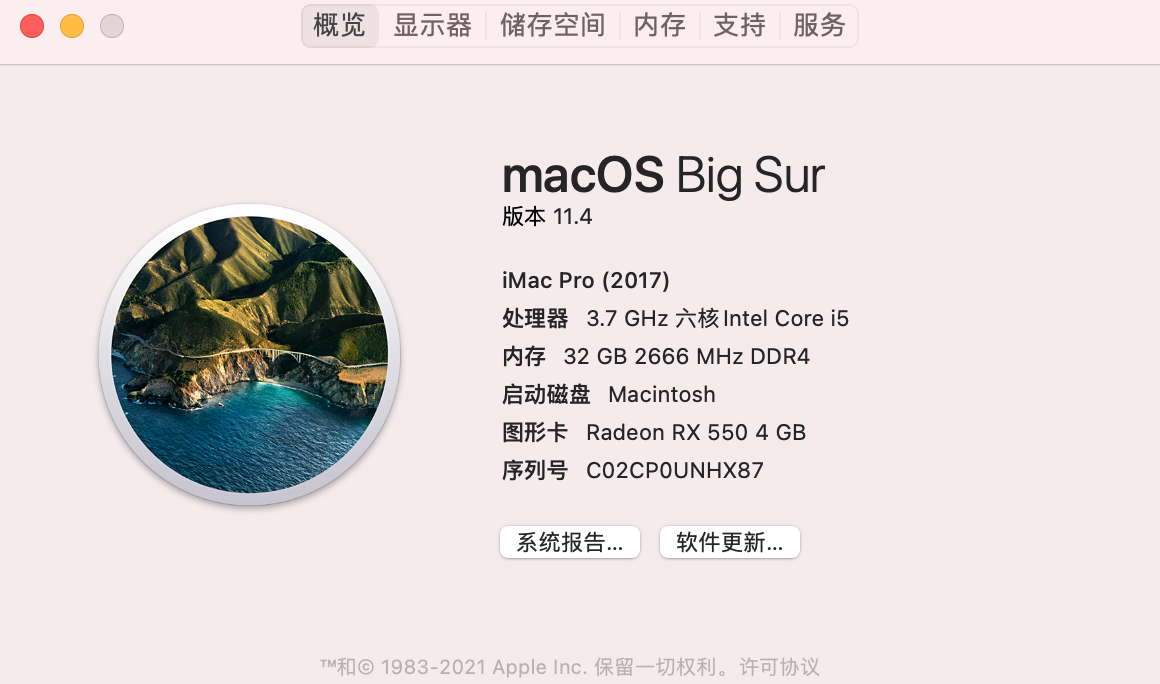 概览 显示器 储存空间 内存 支持 服务
macOS Big Sur
版本 11.4
iMac Pro (2017)
处理器 3.7 GHz 六核Intel Core i5
内存 32 GB 2666 MHz DDR4
启动磁盘 Macintosh
图形卡 Radeon RX 550 4 GB
序列号 C02CP0UNHX87
系统报告... 软件更新...
™和© 1983-2021 Apple Inc. 保留一切权利。许可协议